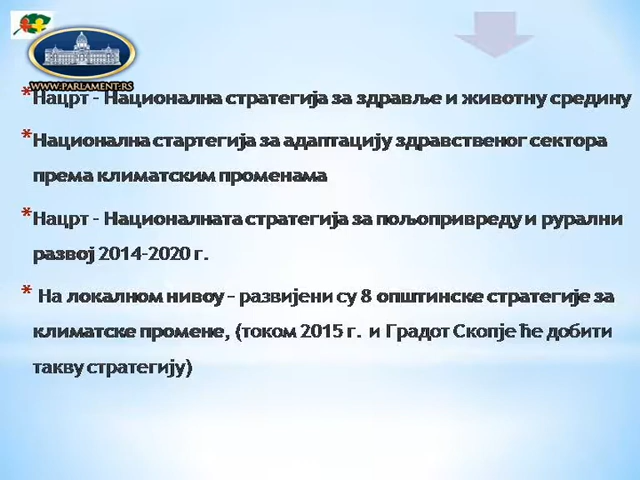 WWW.PARLAMENT.RS
*Нацрт - Национална стратегија за здравље и животну средину
*Национална стартегија за адаптацију здравственог сектора
према климатским променама
*Нацрт - Националната стратегија за пољопривреду и рурални
развој 2014-2020 г.
* На локалном нивоу – развијени су 8 општинске стратегије за
климатске промене, (током 2015 г. и Градот Скопје ће добити
такву стратегију)